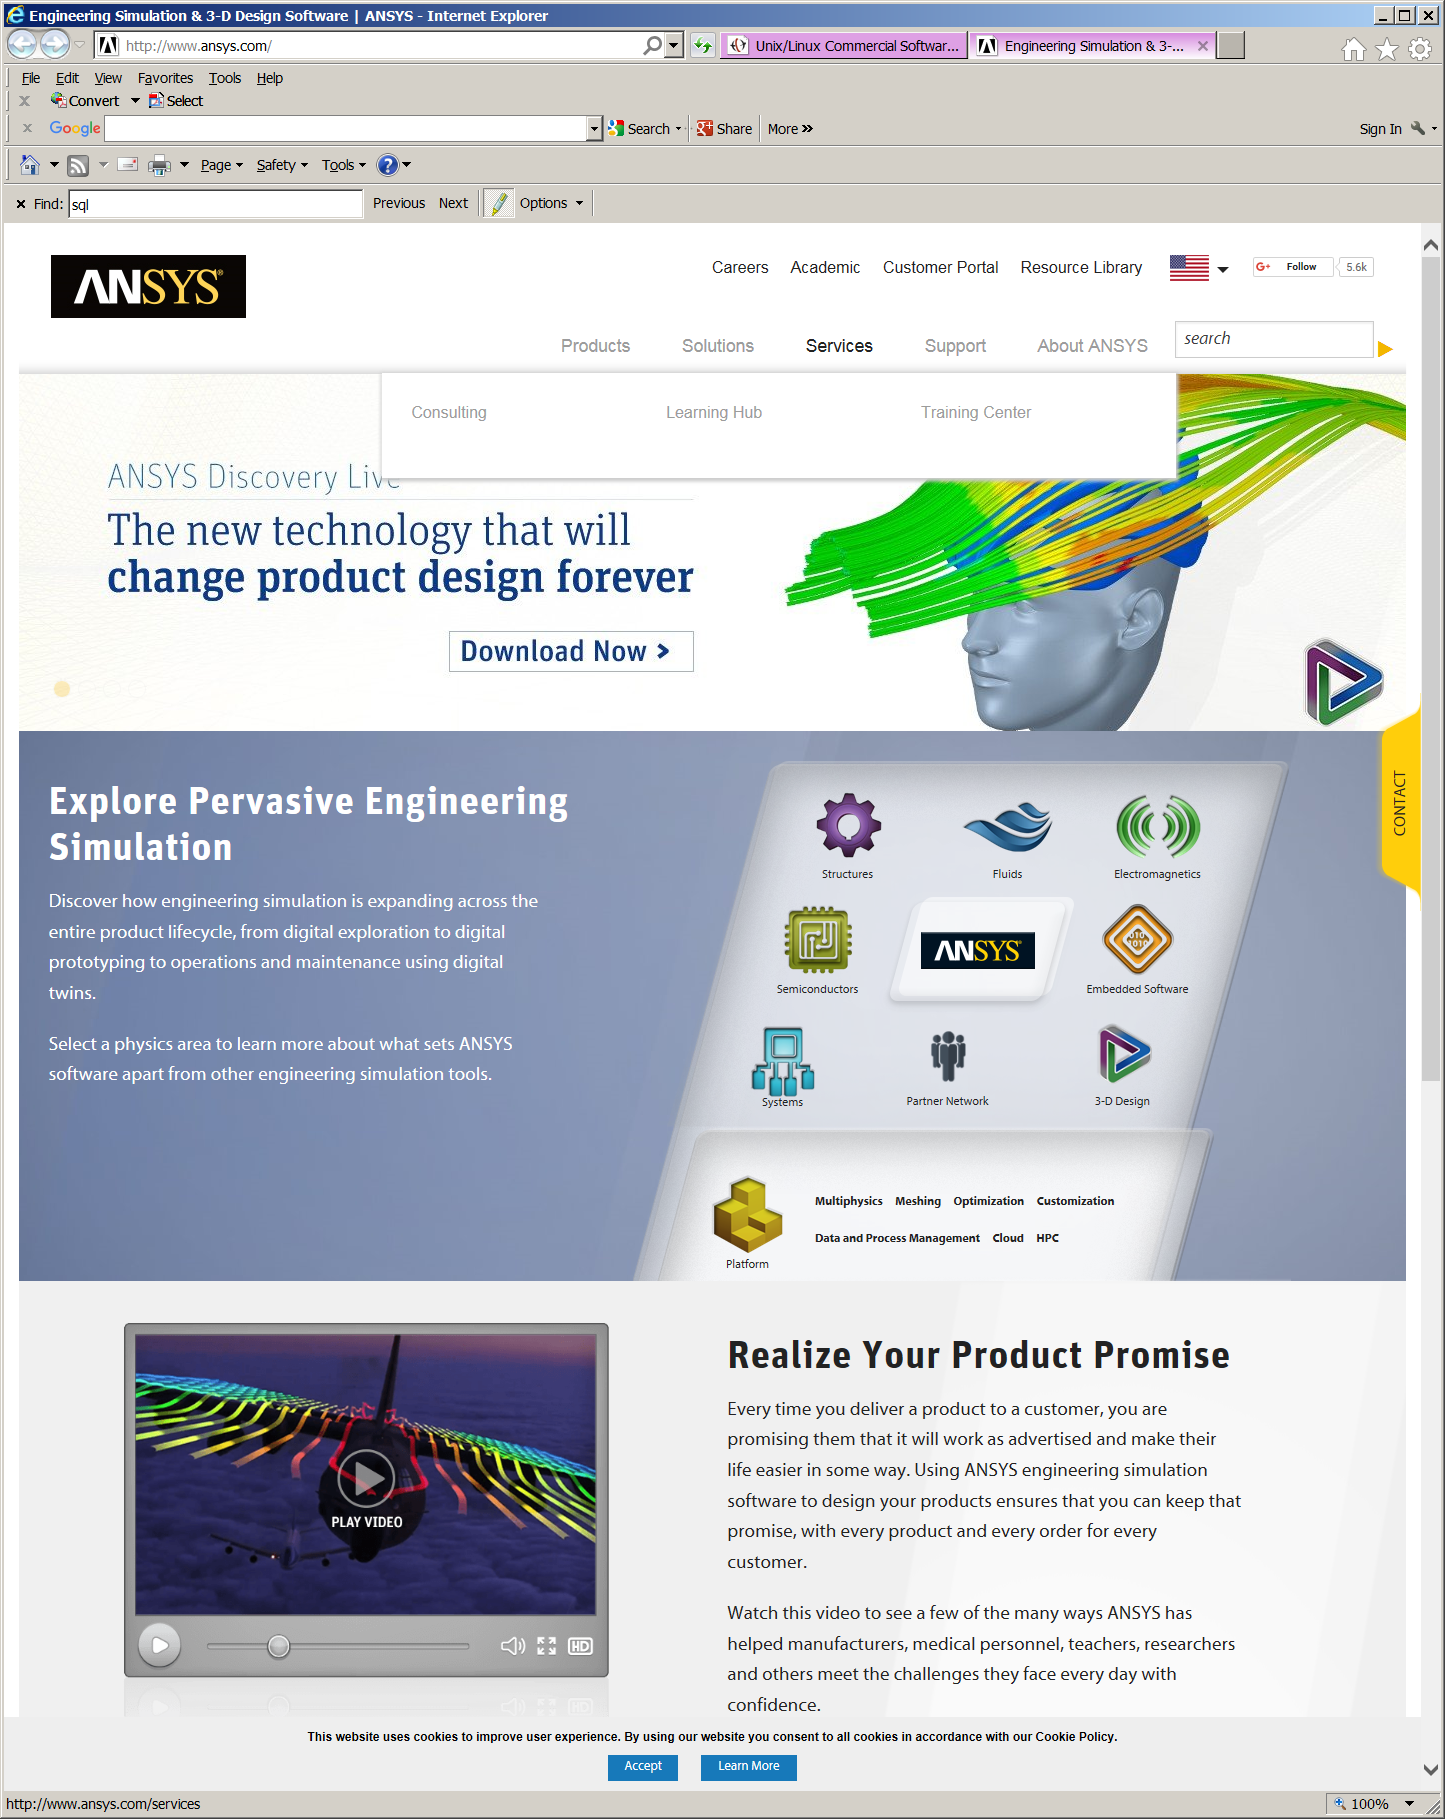 Engineering Simulation & 3-D Design Software | ANSYS - Internet Explorer
http://www.ansys.com/
Unix/Linux Commercial Softwar...
Engineering Simulation & 3-...
File Edit View Favorites Tools Help
Convert Select
Google Search Share More Sign In
Page Safety Tools
Find: sql Previous Next Options
ANSYS
Careers Academic Customer Portal Resource Library
G+ Follow 5.6k
Products Solutions Services Support About ANSYS search
Consulting Learning Hub Training Center
ANSYS Discovery Live
The new technology that will
change product design forever
Download Now >
CONTACT
Explore Pervasive Engineering
Simulation
Discover how engineering simulation is expanding across the
entire product lifecycle, from digital exploration to digital
prototyping to operations and maintenance using digital
twins.
Select a physics area to learn more about what sets ANSYS
software apart from other engineering simulation tools.
Structures Fluids Electromagnetics
Semiconductors ANSYS Embedded Software
Systems Partner Network 3-D Design
Multiphysics Meshing Optimization Customization
Data and Process Management Cloud HPC
Platform
PLAY VIDEO
HD
Realize Your Product Promise
Every time you deliver a product to a customer, you are
promising them that it will work as advertised and make their
life easier in some way. Using ANSYS engineering simulation
software to design your products ensures that you can keep that
promise, with every product and every order for every
customer.
Watch this video to see a few of the many ways ANSYS has
helped manufacturers, medical personnel, teachers, researchers
and others meet the challenges they face every day with
confidence.
This website uses cookies to improve user experience. By using our website you consent to all cookies in accordance with our Cookie Policy.
Accept Learn More
http://www.ansys.com/services 100%